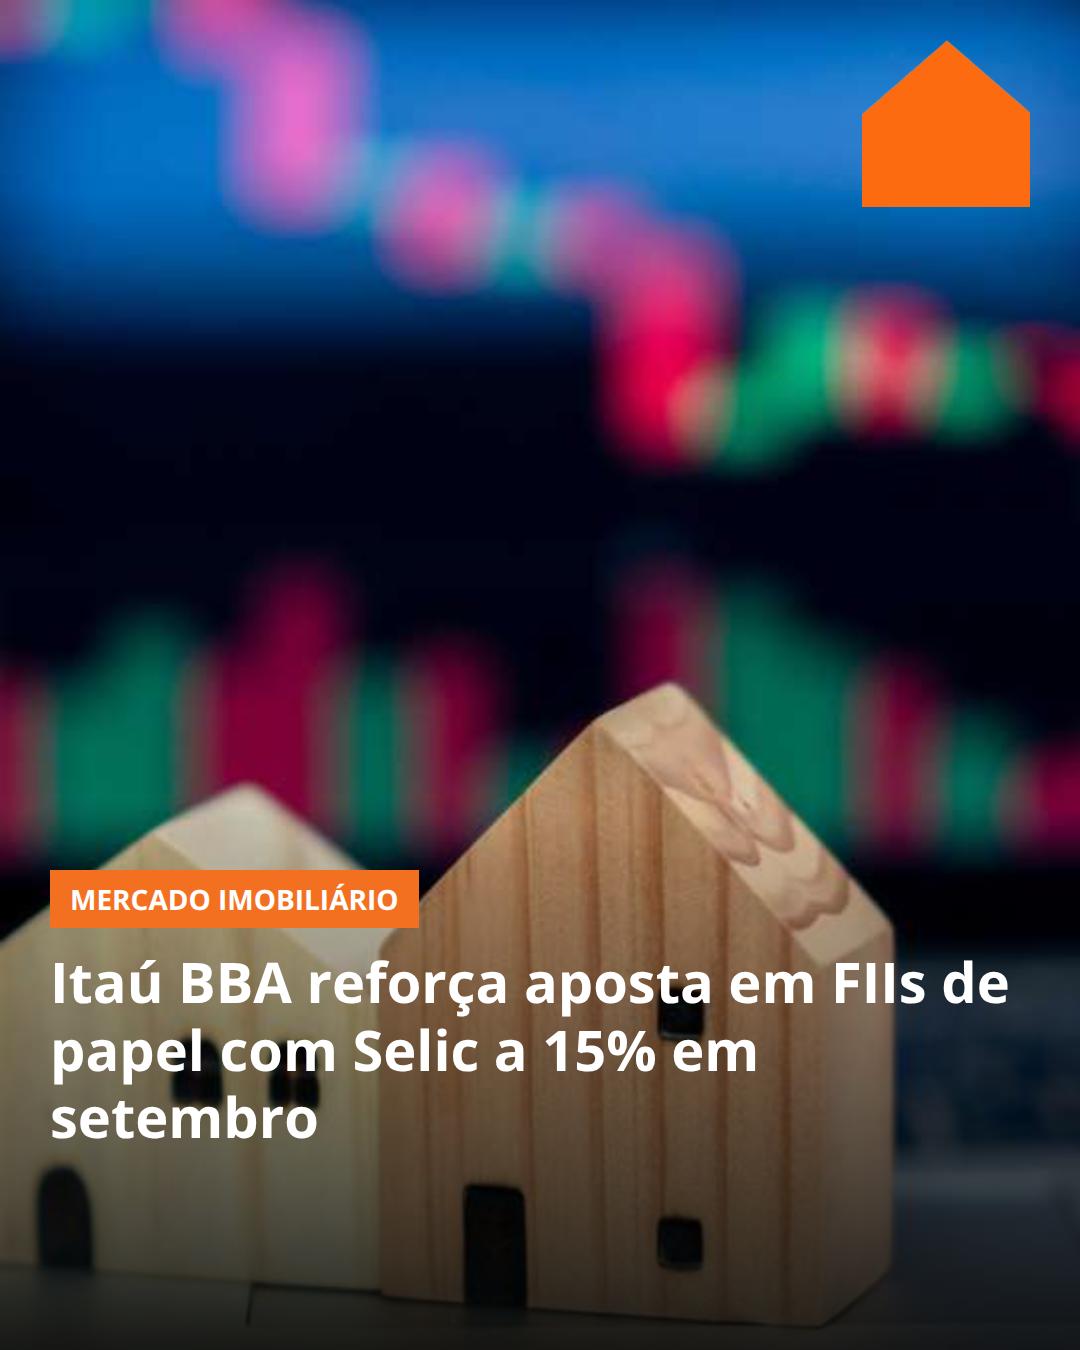 MERCADO IMOBILIÁRIO
Itaú BBA reforça aposta em FIIs de
papel com Selic a 15% em
setembro